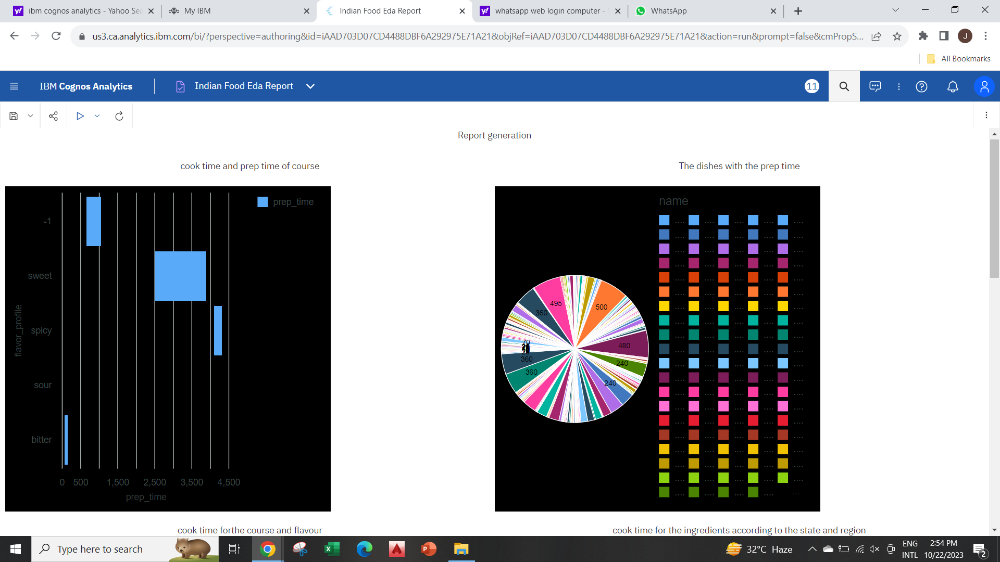 ibm cognos analytics - Yahoo Sea
My IBM
Indian Food Eda Report
whatsapp web login computer -
WhatsApp
us3.ca.analytics.ibm.com/bi/?perspective=authoring&id=iAAD703D07CD4488DBF6A292975E71A21&objRef=iAAD703D07CD4488DBF6A292975E71A21&action=run&prompt=false&cmPropS...
J
All Bookmarks
IBM Cognos Analytics
Indian Food Eda Report
11
Report generation
cook time and prep time of course
The dishes with the prep time
prep_time
-1
sweet
spicy
sour
bitter
flavor_profile
0 500 1,500 2,500 3,500 4,500
prep_time
name
495
500
360
480
70
360
240
360
240
cook time forthe course and flavour
cook time for the ingredients according to the state and region
Type here to search
32°C Haze
ENG
INTL
2:54 PM
10/22/2023
2